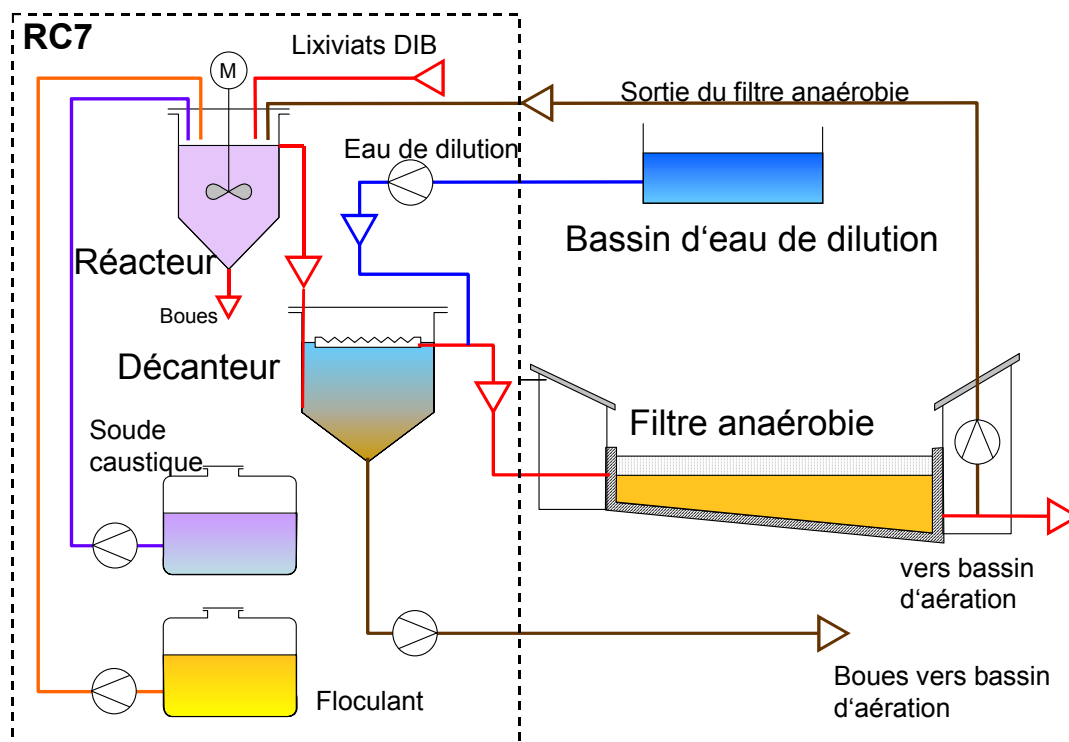 RC7
Lixiviats DIB
M
Sortie du filtre anaérobie
Eau de dilution
Bassin d‘eau de dilution
Réacteur
Boues
Décanteur
Filtre anaérobie
Soude
caustique
vers bassin
d‘aération
Floculant
Boues vers bassin
d‘aération